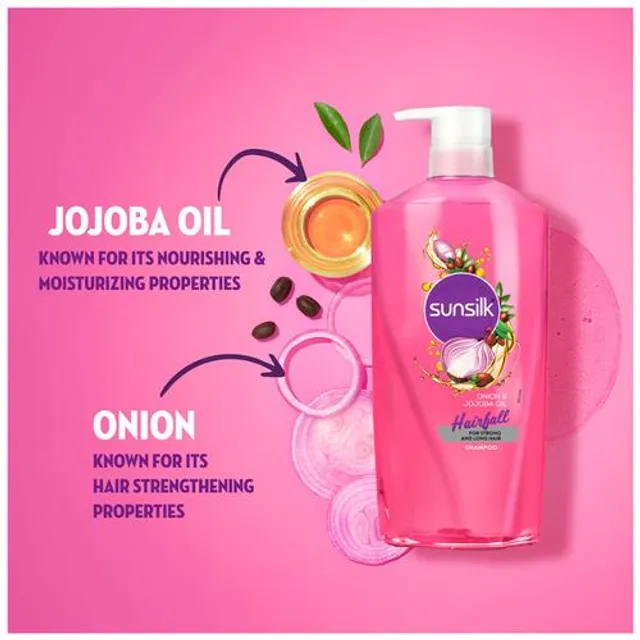 JOJOBA OIL
KNOWN FOR ITS NOURISHING &
MOISTURIZING PROPERTIES
ONION
KNOWN FOR ITS
HAIR STRENGTHENING
PROPERTIES
sunsilk
ONION &
JOJOBA OIL
Hairfall
FOR STRONG
AND LONG HAIR
SHAMPOO